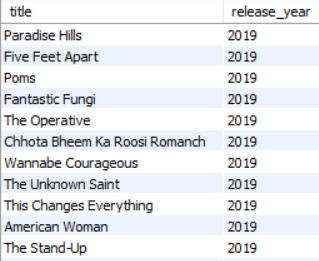 title release_year
Paradise Hills 2019
Five Feet Apart 2019
Poms 2019
Fantastic Fungi 2019
The Operative 2019
Chhota Bheem Ka Roosi Romanch 2019
Wannabe Courageous 2019
The Unknown Saint 2019
This Changes Everything 2019
American Woman 2019
The Stand-Up 2019